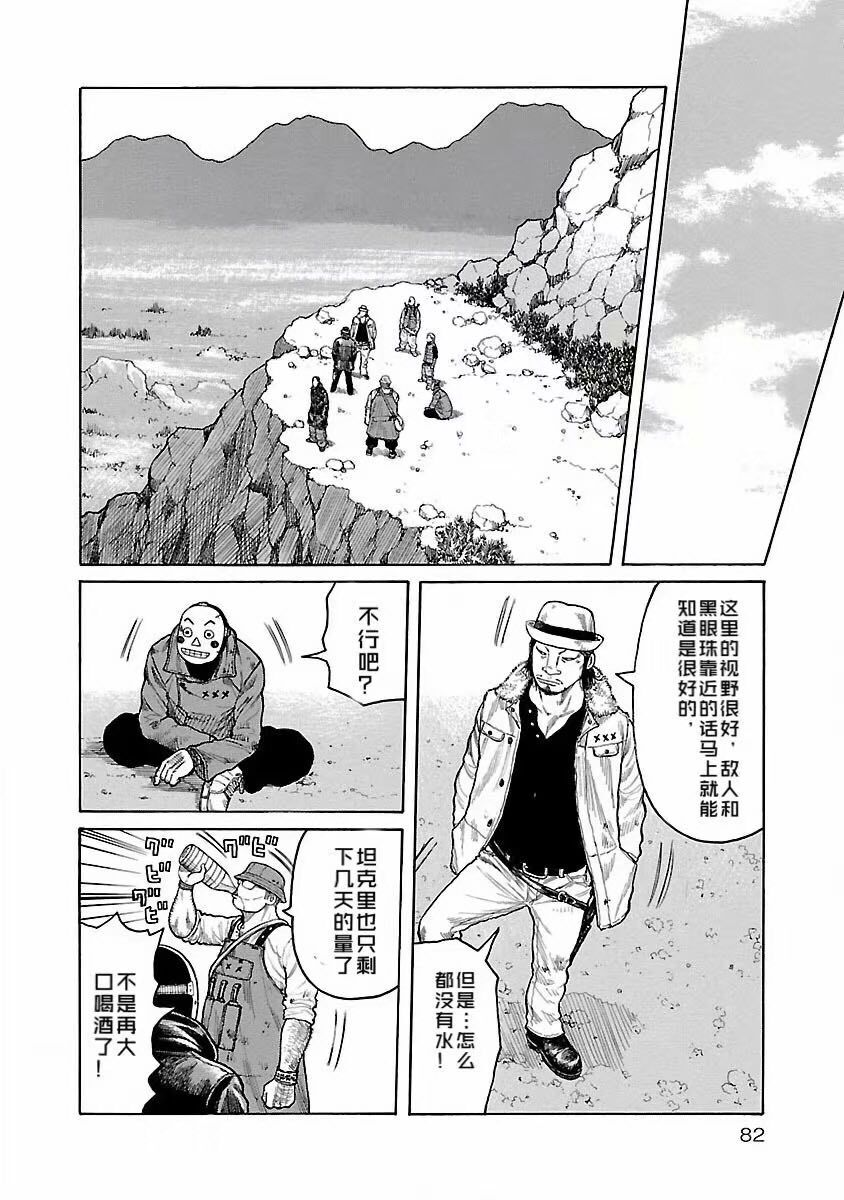 这里的视野很好，敌人和
黑眼珠靠近的话马上就能
知道是很好的，
但是…怎么
都没有水！
不行吧？
坦克里也只剩
下几天的量了
グビ
グビ
グビ
不是再大
口喝酒了！
82